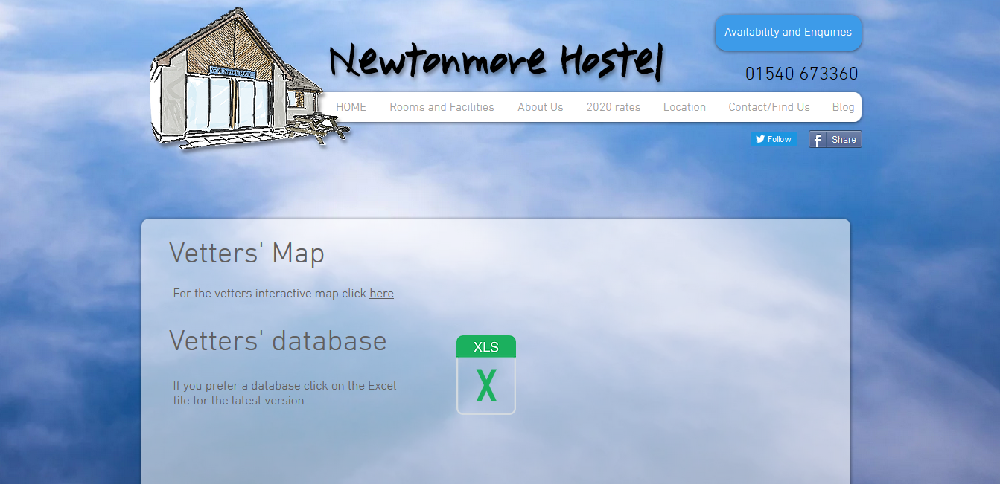 Availability and Enquiries
Newtonmore Hostel
NEWTONMORE HOSTEL
01540 673360
HOME Rooms and Facilities About Us 2020 rates Location Contact/Find Us Blog
Follow
Share
Vetters' Map
For the vetters interactive map click here
Vetters' database
XLS
X
If you prefer a database click on the Excel
file for the latest version